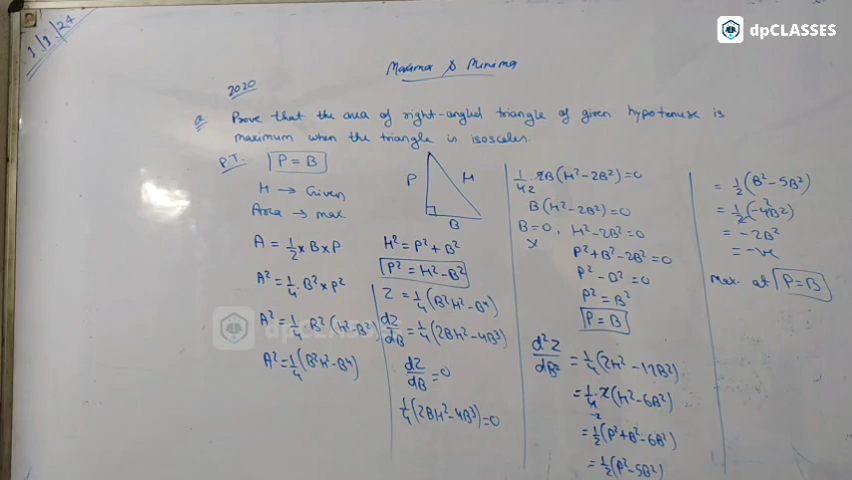 dpCLASSES
1/1/24
Maxima & Minima
2020
Q Prove that the area of right-angled triangle of given hypotenuse is
maximum when the triangle is isosceles.
P.T. P = B
H → Given
Area → max
A = 1/2 × B × P
A² = 1/4 · B² × P²
A² = 1/4 B² (H² - B²)
A² = 1/4 (B²H² - B⁴)
P H
B
H² = P² + B²
P² = H² - B²
Z = 1/4 (B²H² - B⁴)
dZ/dB = 1/4 (2BH² - 4B³)
dZ/dB = 0
1/4 (2BH² - 4B³) = 0
1/4 2 2B (H² - 2B²) = 0
B (H² - 2B²) = 0
B = 0, H² - 2B² = 0
×
P² + B² - 2B² = 0
P² - B² = 0
P² = B²
P = B
d²Z/dB² = 1/4 (2H² - 12B²)
= 1/4 · 2 (H² - 6B²)
2
= 1/2 (P² + B² - 6B²)
= 1/2 (P² - 5B²)
= 1/2 (B² - 5B²)
= 1/2 (-4B²)
= -2B²
= -ve
Max. at P = B
dpCLASSES